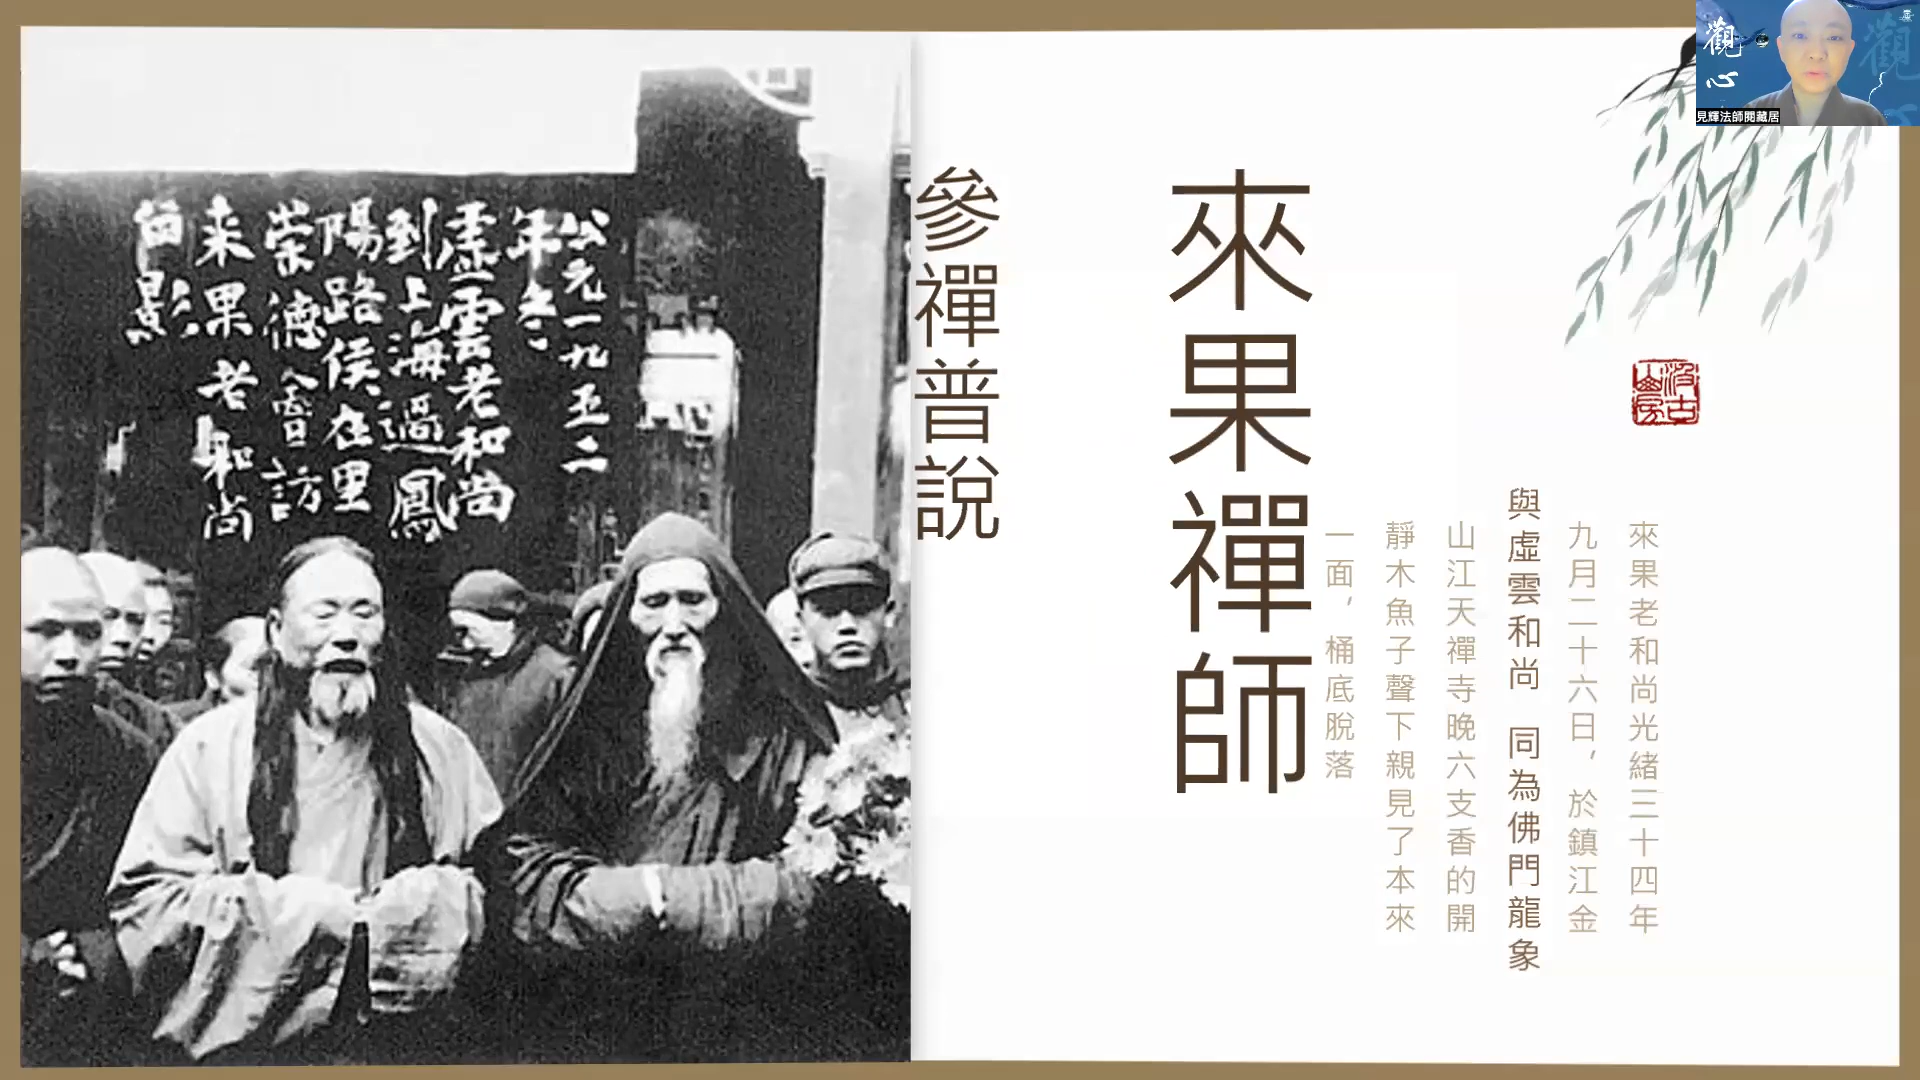 公元一九五二
年冬
虛雲老和尚
到上海過鳳
陽路侯在里
崇德會訪
来果老和尚
留影
參禪普說
來果禪師
來果老和尚光緒三十四年
九月二十六日，於鎮江金
與虛雲和尚 同為佛門龍象
山江天禪寺晚六支香的開
靜木魚子聲下親見了本來
一面，桶底脫落
觀心
見輝法師閱藏居